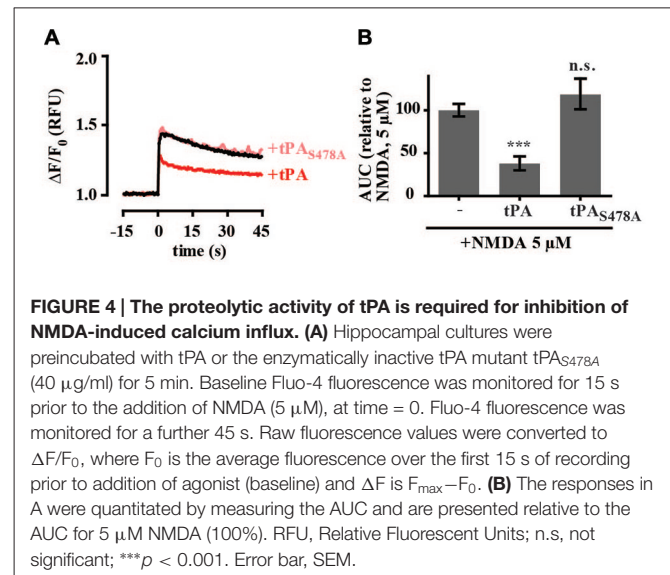 A
B
2.0
1.5
1.0
ΔF/F₀ (RFU)
+tPA_S478A
+tPA
-15 0 15 30 45
time (s)
AUC (relative to
NMDA, 5 μM)
100
50
0
***
n.s.
- tPA tPA_S478A
+NMDA 5 μM
FIGURE 4 | The proteolytic activity of tPA is required for inhibition of
NMDA-induced calcium influx. (A) Hippocampal cultures were
preincubated with tPA or the enzymatically inactive tPA mutant tPA_S478A
(40 μg/ml) for 5 min. Baseline Fluo-4 fluorescence was monitored for 15 s
prior to the addition of NMDA (5 μM), at time = 0. Fluo-4 fluorescence was
monitored for a further 45 s. Raw fluorescence values were converted to
ΔF/F₀, where F₀ is the average fluorescence over the first 15 s of recording
prior to addition of agonist (baseline) and ΔF is F_max−F₀. (B) The responses in
A were quantitated by measuring the AUC and are presented relative to the
AUC for 5 μM NMDA (100%). RFU, Relative Fluorescent Units; n.s, not
significant; ***p < 0.001. Error bar, SEM.